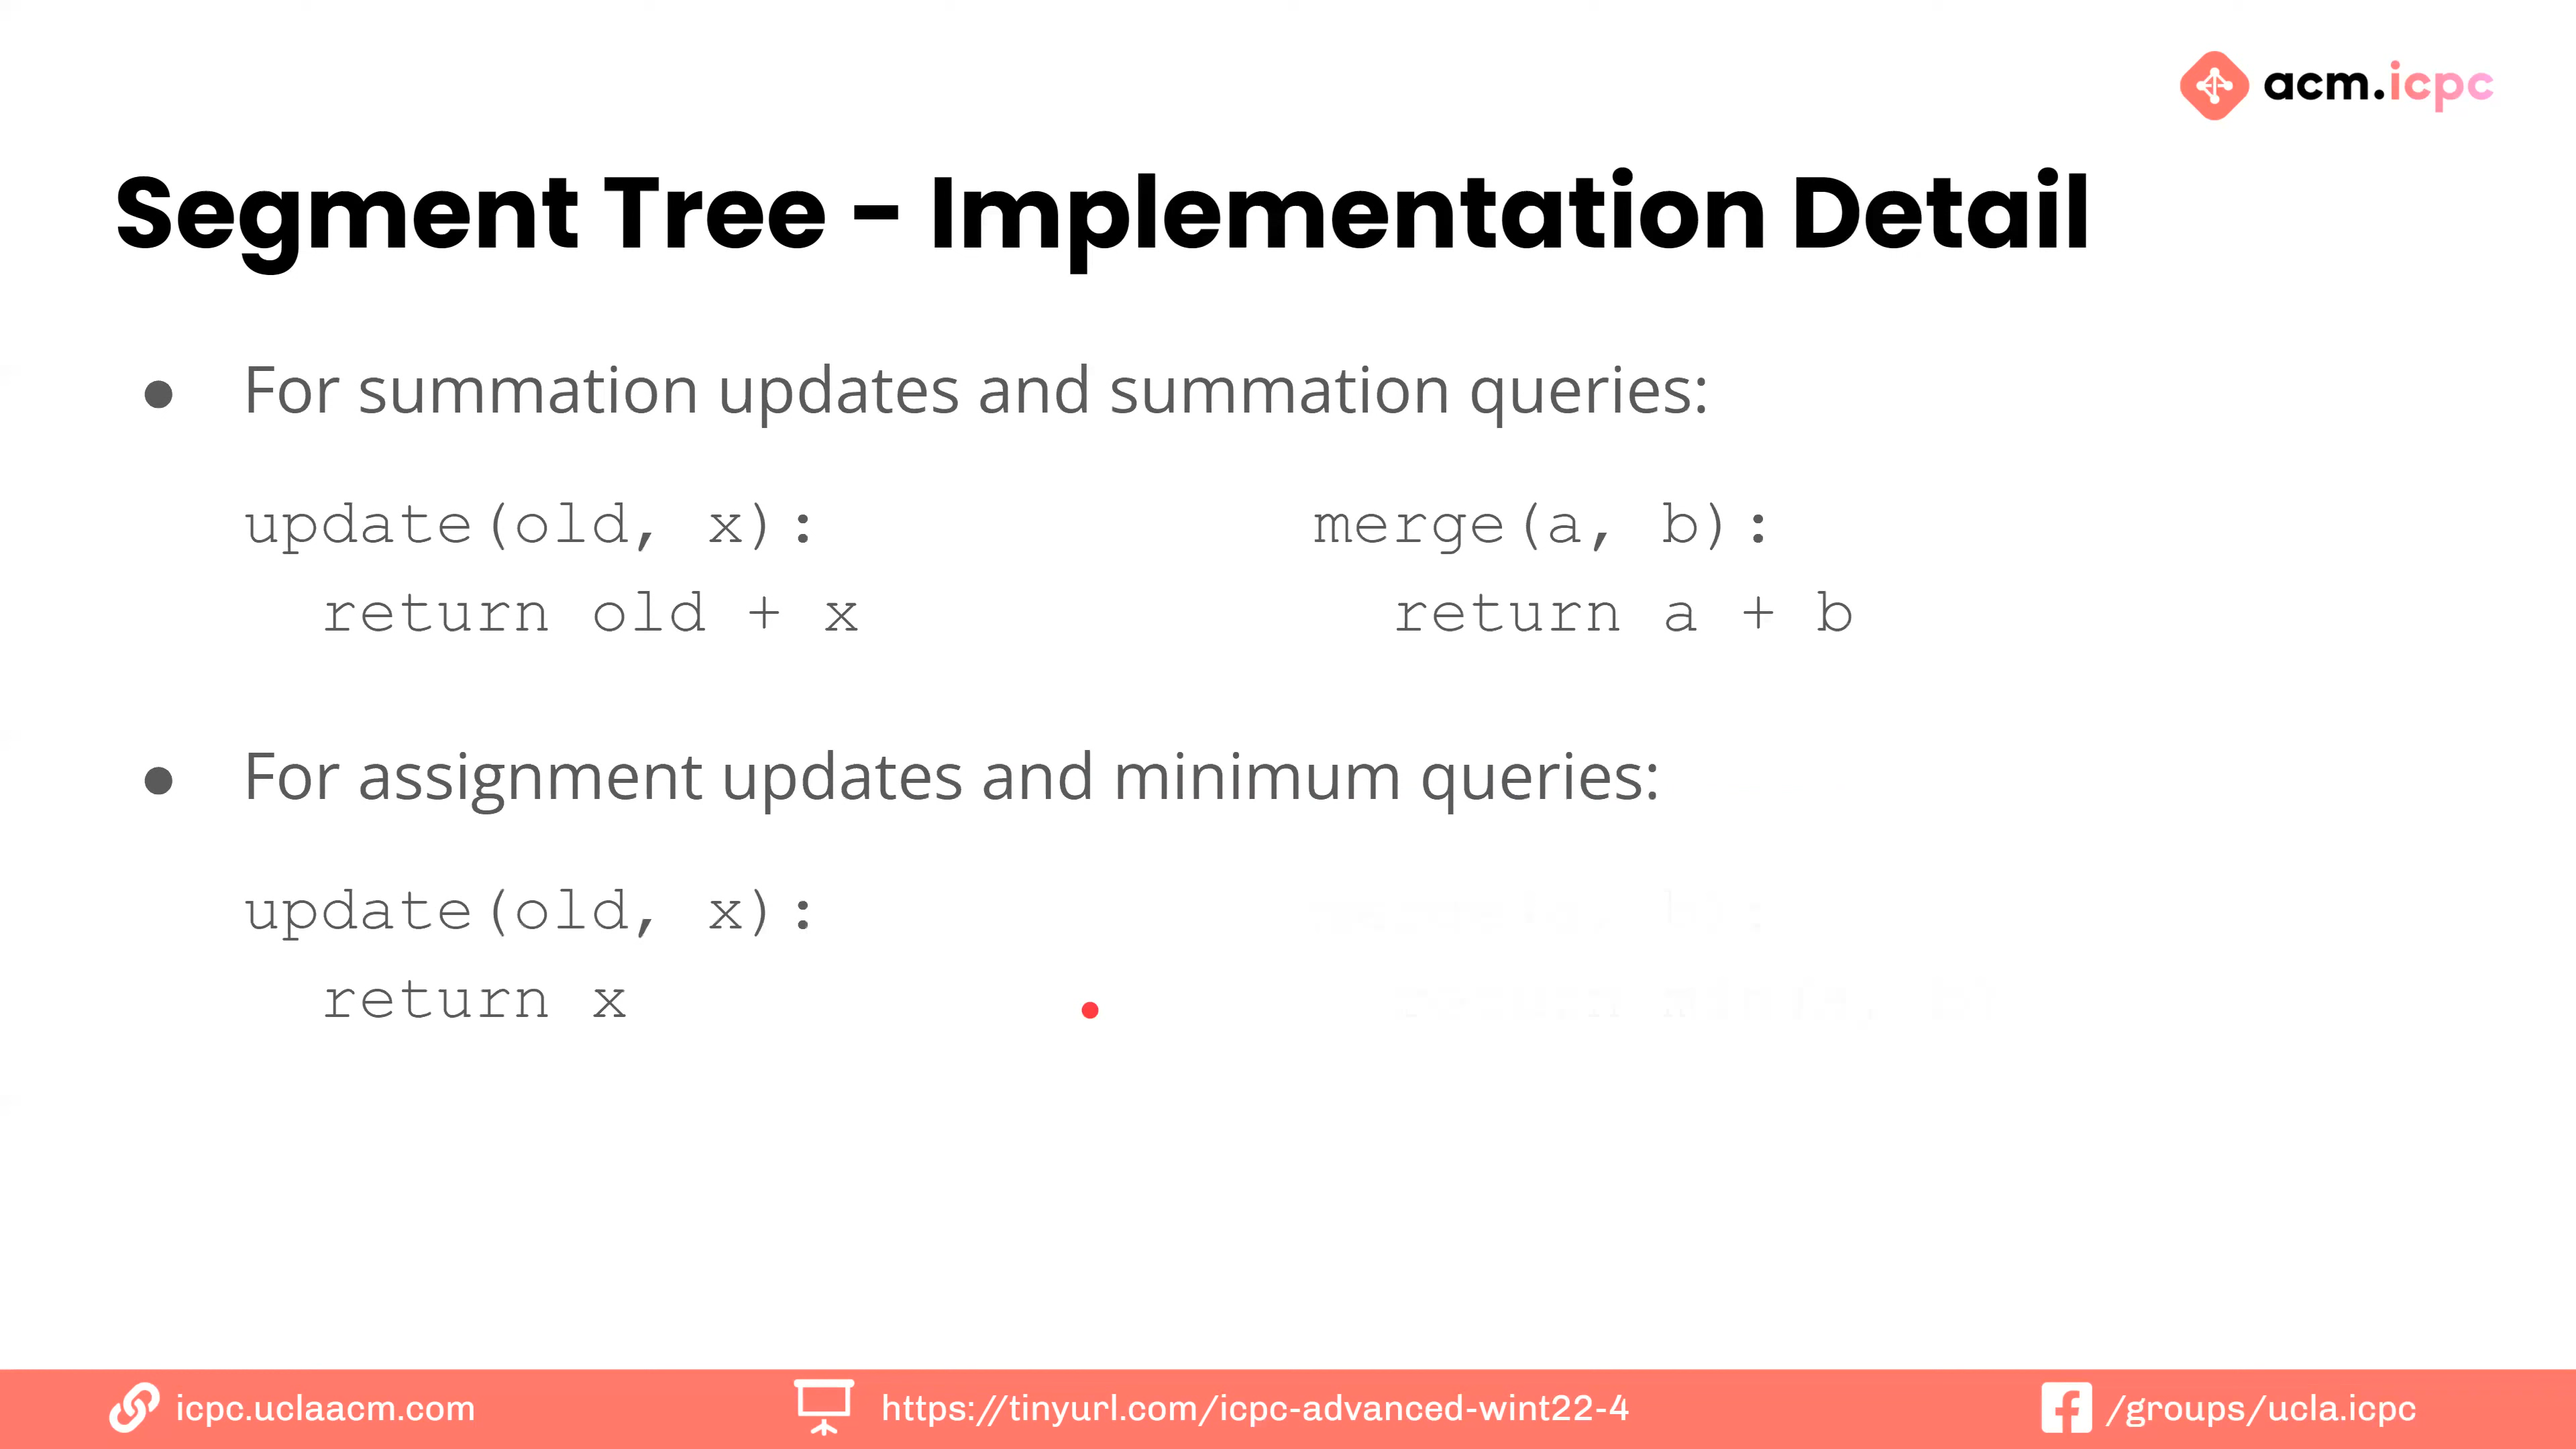 acm.icpc
Segment Tree - Implementation Detail
● For summation updates and summation queries:
update(old, x):
return old + x
merge(a, b):
return a + b
● For assignment updates and minimum queries:
update(old, x):
return x
icpc.uclaacm.com
https://tinyurl.com/icpc-advanced-wint22-4
/groups/ucla.icpc